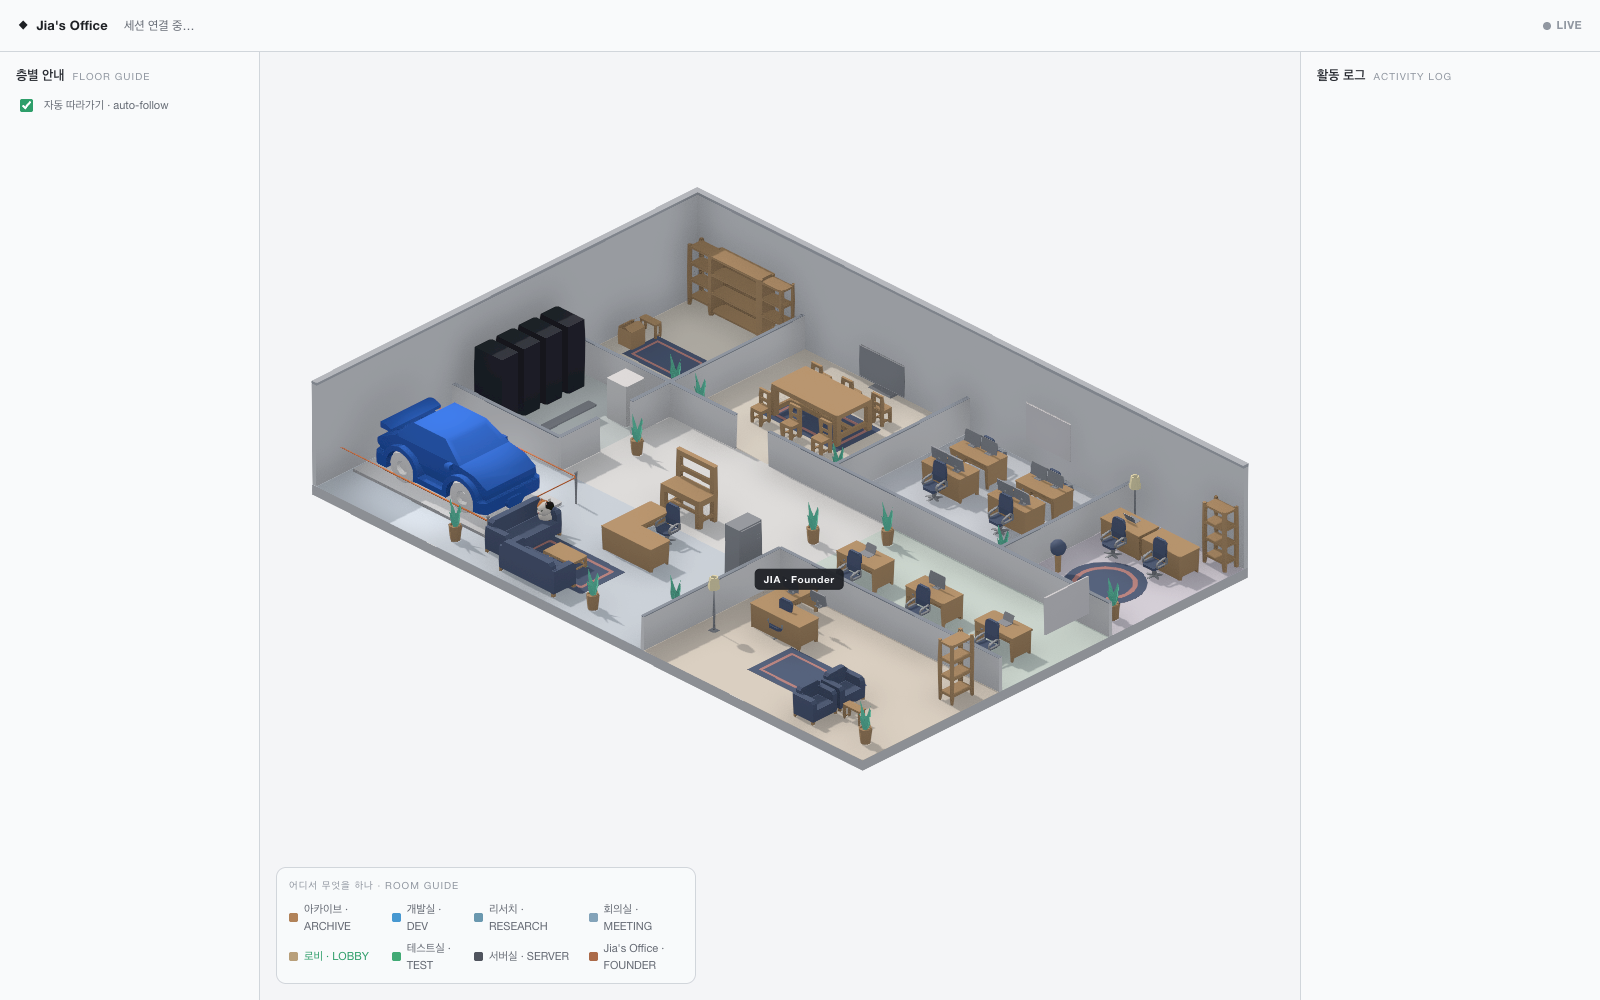 ◆ Jia's Office 세션 연결 중...
LIVE
층별 안내 FLOOR GUIDE
자동 따라가기 · auto-follow
활동 로그 ACTIVITY LOG
JIA · Founder
어디서 무엇을 하나 · ROOM GUIDE
아카이브 ·
ARCHIVE
개발실 ·
DEV
리서치 ·
RESEARCH
회의실 ·
MEETING
로비 · LOBBY
테스트실 ·
TEST
서버실 · SERVER
Jia's Office ·
FOUNDER